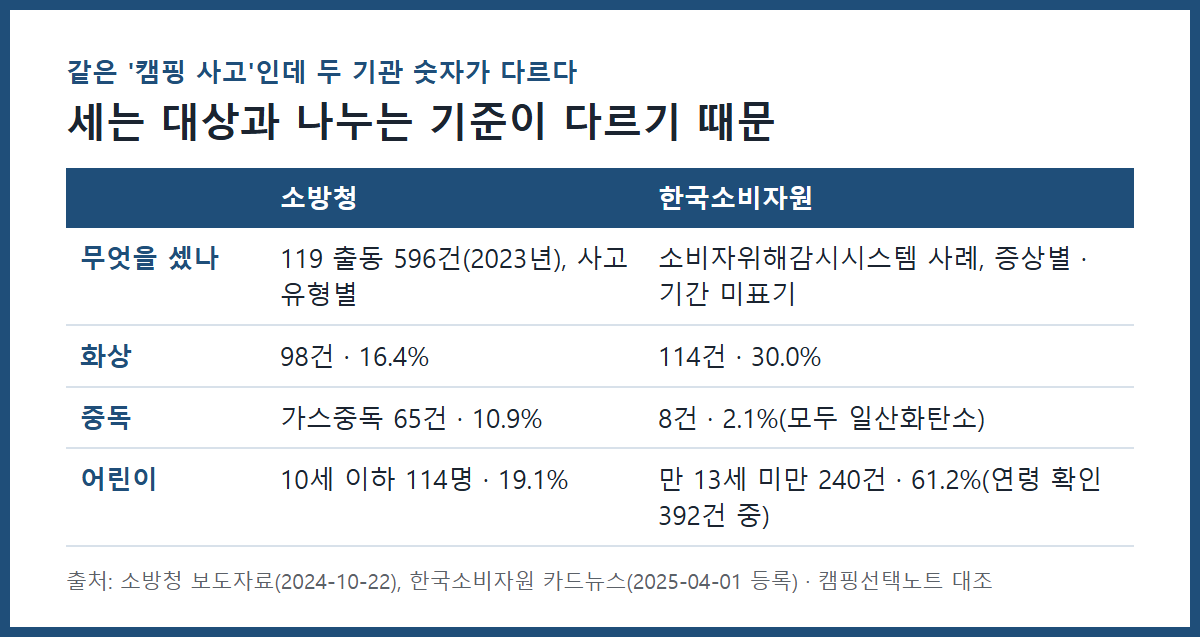 같은 '캠핑 사고'인데 두 기관 숫자가 다르다
세는 대상과 나누는 기준이 다르기 때문
소방청 한국소비자원
무엇을 셌나 119 출동 596건(2023년), 사고 소비자위해감시시스템 사례, 증상별 ·
유형별 기간 미표기
화상 98건 · 16.4% 114건 · 30.0%
중독 가스중독 65건 · 10.9% 8건 · 2.1%(모두 일산화탄소)
어린이 10세 이하 114명 · 19.1% 만 13세 미만 240건 · 61.2%(연령 확인
392건 중)
출처: 소방청 보도자료(2024-10-22), 한국소비자원 카드뉴스(2025-04-01 등록) · 캠핑선택노트 대조